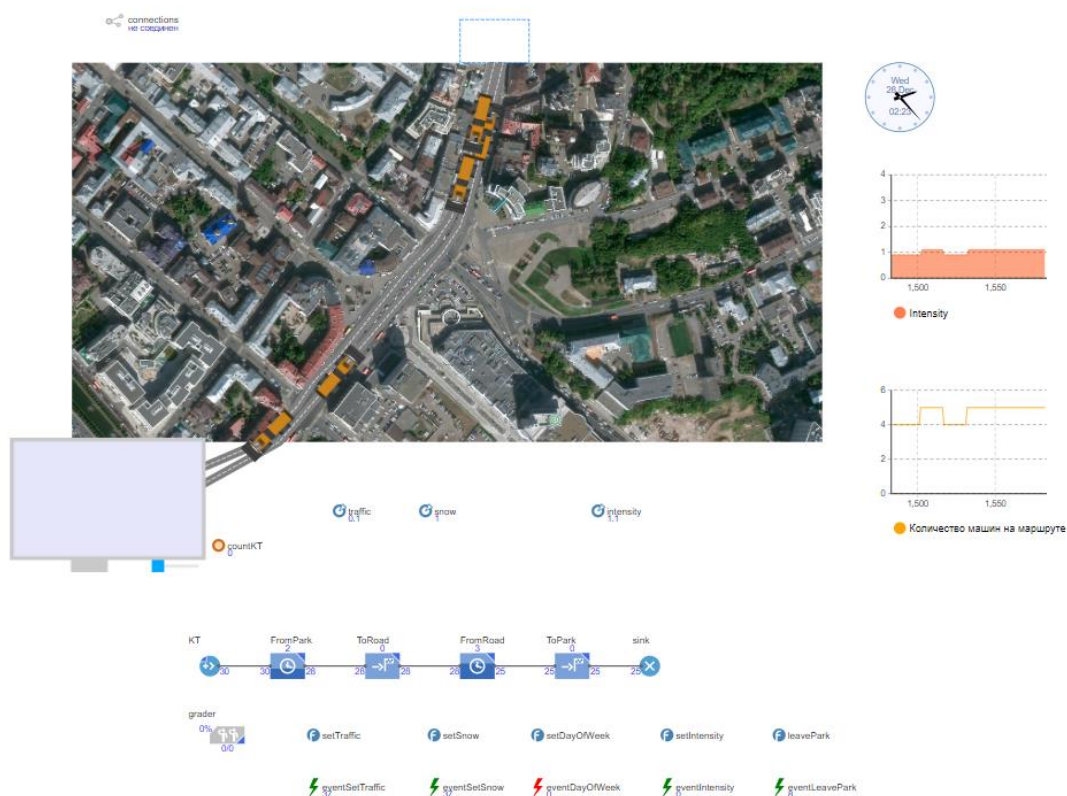 connections
не соединен
Wed
28 Dec
02:23
4
3
2
1
0
1,500
1,550
Intensity
6
4
2
0
1,500
1,550
Количество машин на маршруте
traffic
0.1
snow
1
intensity
1.1
countKT
0
KT
FromPark
ToRoad
FromRoad
ToPark
sink
2
0
3
0
30
30
28
28
28
28
25
25
25
25
grader
0%
0/0
setTraffic
setSnow
setDayOfWeek
setIntensity
leavePark
eventSetTraffic
eventSetSnow
eventDayOfWeek
eventIntensity
eventLeavePark